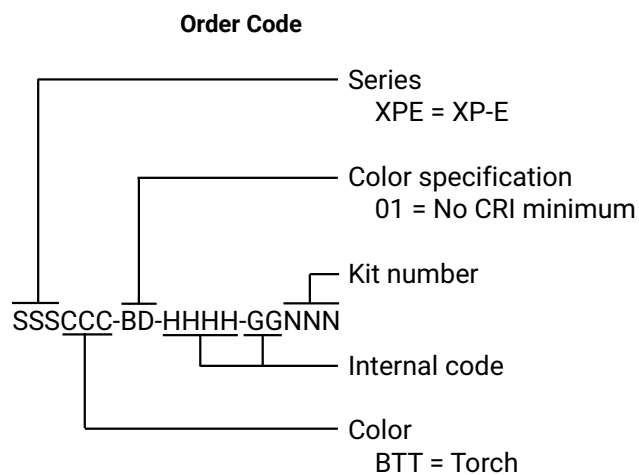 Order Code
Series
XPE = XP-E
Color specification
01 = No CRI minimum
Kit number
SSSCCC-BD-HHHH-GGNNN
Internal code
Color
BTT = Torch